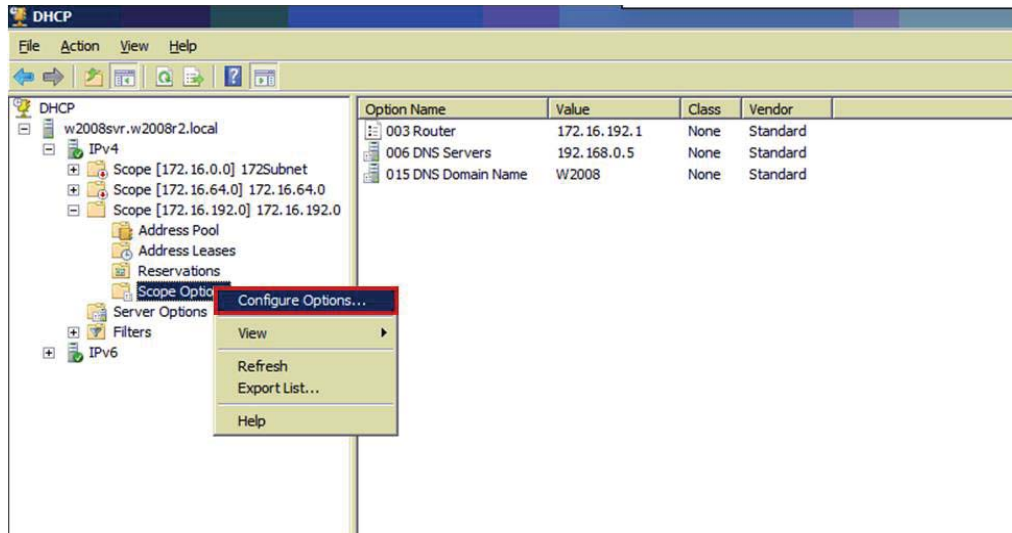 DHCP
File Action View Help
DHCP
w2008svr.w2008r2.local
IPv4
Scope [172.16.0.0] 172Subnet
Scope [172.16.64.0] 172.16.64.0
Scope [172.16.192.0] 172.16.192.0
Address Pool
Address Leases
Reservations
Scope Optio
Server Options
Filters
IPv6
Configure Options...
View
Refresh
Export List...
Help
Option Name Value Class Vendor
003 Router 172.16.192.1 None Standard
006 DNS Servers 192.168.0.5 None Standard
015 DNS Domain Name W2008 None Standard